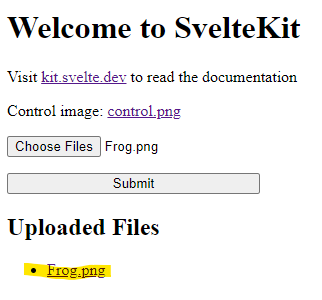 Welcome to SvelteKit
Visit kit.svelte.dev to read the documentation
Control image: control.png
Choose Files Frog.png
Submit
Uploaded Files
• Frog.png